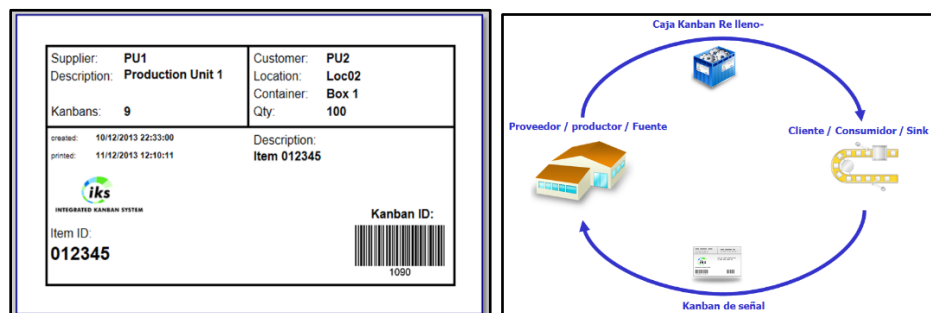 Supplier: PU1
Description: Production Unit 1
Kanbans: 9
Customer: PU2
Location: Loc02
Container: Box 1
Qty: 100
created: 10/12/2013 22:33:00
printed: 11/12/2013 12:10:11
iks
INTEGRATED KANBAN SYSTEM
Item ID:
012345
Description:
Item 012345
Kanban ID:
1090
Caja Kanban Re lleno-
Proveedor / productor / Fuente
Cliente / Consumidor / Sink
Kanban de señal